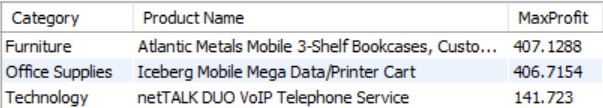 Category Product Name MaxProfit
Furniture Atlantic Metals Mobile 3-Shelf Bookcases, Custo... 407.1288
Office Supplies Iceberg Mobile Mega Data/Printer Cart 406.7154
Technology netTALK DUO VoIP Telephone Service 141.723